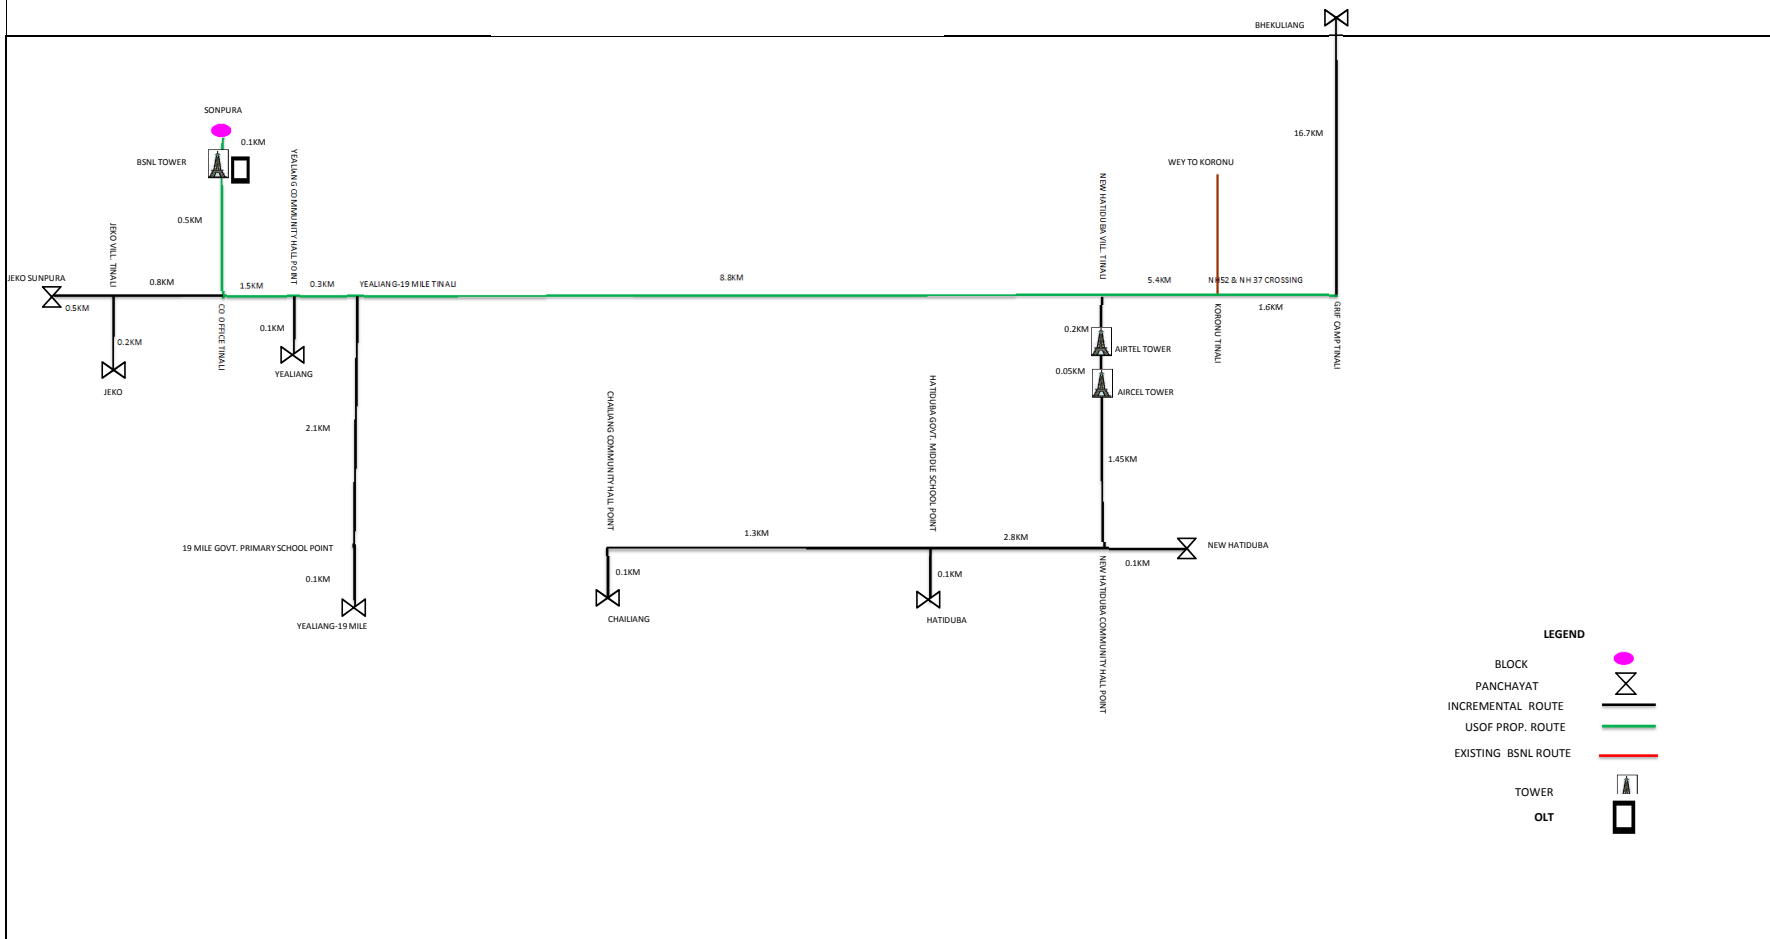 BHEKULIANG
SONPURA
0.1KM
16.7KM
BSNL TOWER
WEY TO KORONU
YEALIANG COMMUNITY HALL POINT
NEW HATIDUBA VILL. TINALI
0.5KM
JEKO VILL. TINALI
JEKO SUNPURA
0.8KM
1.5KM
0.3KM
YEALIANG-19 MILE TINALI
8.8KM
5.4KM
NH52 & NH 37 CROSSING
0.5KM
1.6KM
CO OFFICE TINALI
KORONU TINALI
GRIF CAMP TINALI
0.1KM
0.2KM
0.2KM
AIRTEL TOWER
YEALIANG
0.05KM
JEKO
AIRCEL TOWER
CHAILIANG COMMUNITY HALL POINT
HATIDUBA GOVT. MIDDLE SCHOOL POINT
2.1KM
1.45KM
1.3KM
2.8KM
19 MILE GOVT. PRIMARY SCHOOL POINT
NEW HATIDUBA
0.1KM
NEW HATIDUBA COMMUNITY HALL POINT
0.1KM
0.1KM
0.1KM
YEALIANG-19 MILE
CHAILIANG
HATIDUBA
LEGEND
BLOCK
PANCHAYAT
INCREMENTAL ROUTE
USOF PROP. ROUTE
EXISTING BSNL ROUTE
TOWER
OLT